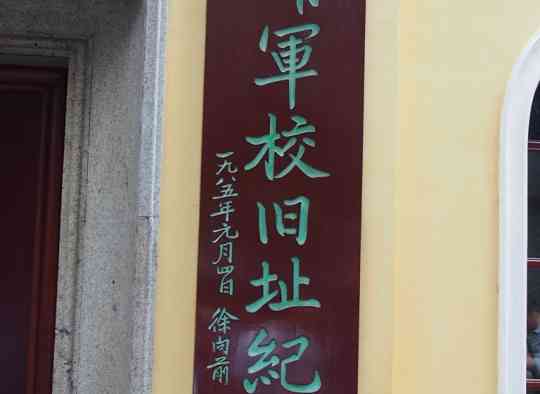 軍校旧址紀
一九八五年元月四日 徐向前